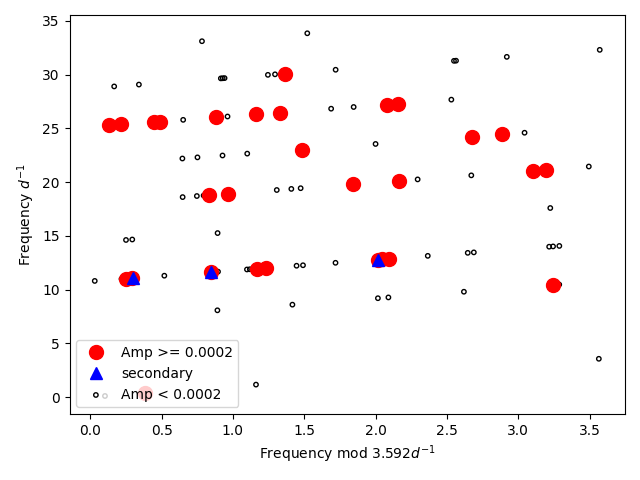 35
30
25
20
15
10
5
0
Frequency $d^{-1}$
Amp >= 0.0002
secondary
Amp < 0.0002
0.0 0.5 1.0 1.5 2.0 2.5 3.0 3.5
Frequency mod 3.592$d^{-1}$